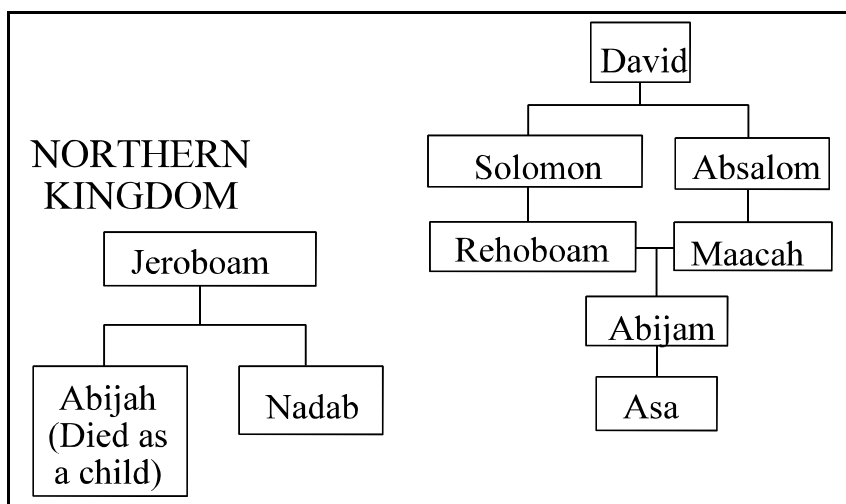 David
Solomon
Absalom
NORTHERN
KINGDOM
Rehoboam
Maacah
Jeroboam
Abijam
Abijah
(Died as
a child)
Nadab
Asa